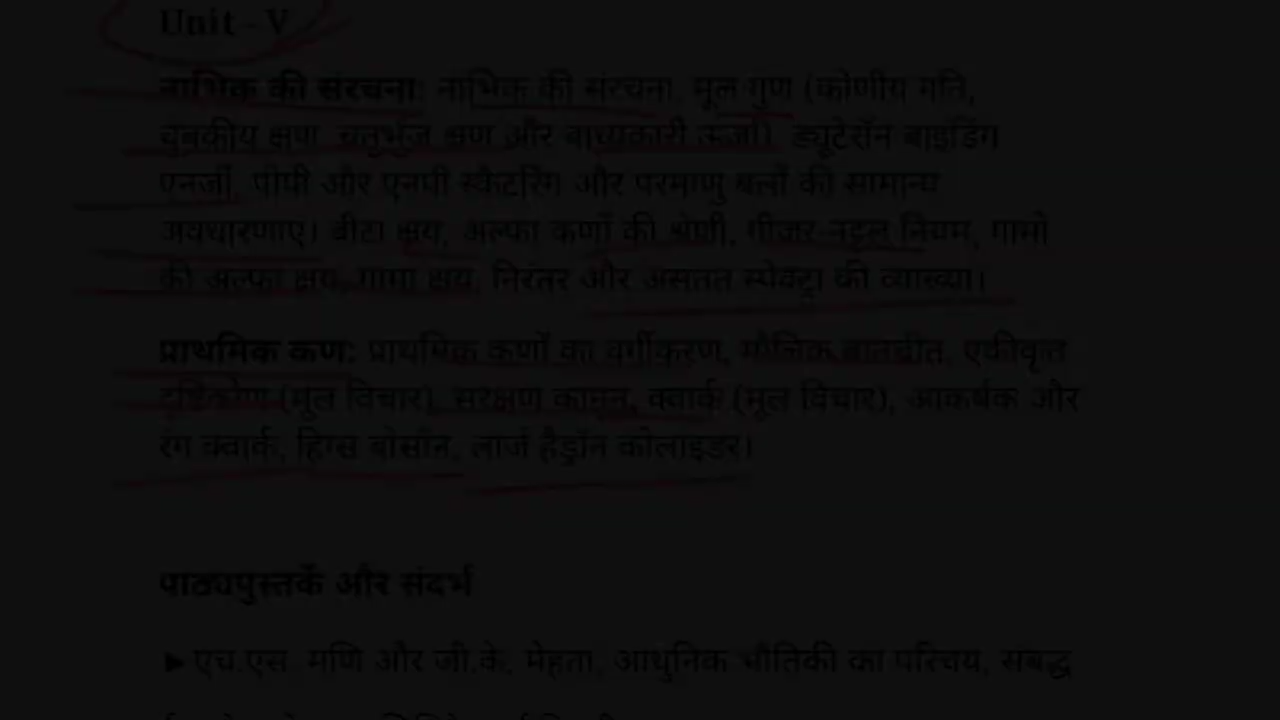 Unit - V
नाभिक की संरचना: नाभिक की संरचना, मूल गुण (कोणीय गति,
चुंबकीय क्षण, चतुर्भुज क्षण और बाध्यकारी ऊर्जा), ड्यूटेरॉन बाइंडिंग
एनर्जी, पीपी और एनपी स्कैटरिंग और परमाणु बलों की सामान्य
अवधारणाएं। बीटा क्षय, अल्फा कणों की श्रेणी, गीजर-नट्टल नियम, गामो
की अल्फा क्षय, गामा क्षय, निरंतर और असतत स्पेक्ट्रा की व्याख्या।
प्राथमिक कण: प्राथमिक कणों का वर्गीकरण, मौलिक बातचीत, एकीकृत
दृष्टिकोण (मूल विचार), संरक्षण कानून, क्वार्क (मूल विचार), आकर्षक और
रंग क्वार्क, हिग्स बोसॉन, लार्ज हैड्रॉन कोलाइडर।
पाठ्यपुस्तकें और संदर्भ
►एच.एस. मणि और जी.के. मेहता, आधुनिक भौतिकी का परिचय, संबद्ध